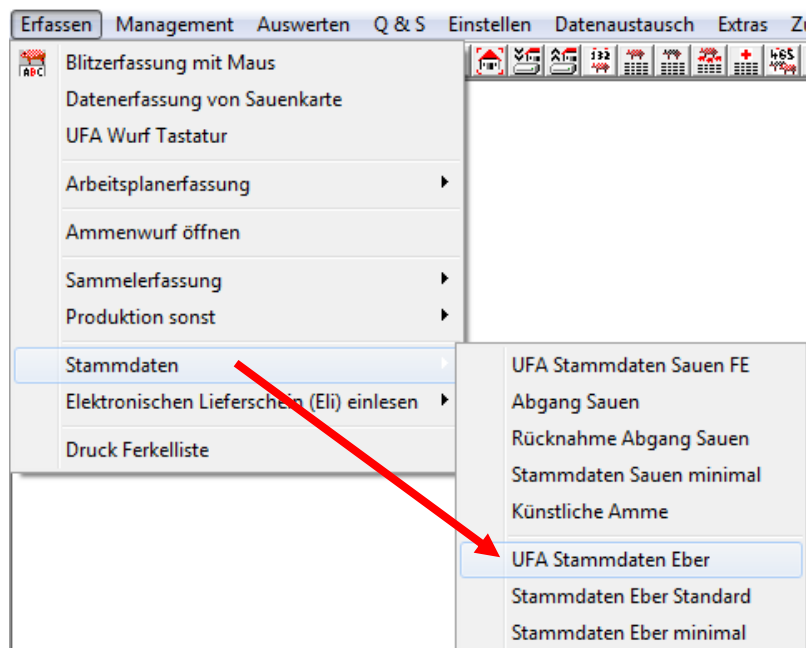 Erfassen Management Auswerten Q & S Einstellen Datenaustausch Extras
ABC Blitzerfassung mit Maus
Datenerfassung von Sauenkarte
UFA Wurf Tastatur
Arbeitsplanerfassung
Ammenwurf öffnen
Sammelerfassung
Produktion sonst
Stammdaten
Elektronischen Lieferschein (Eli) einlesen
Druck Ferkelliste
UFA Stammdaten Sauen FE
Abgang Sauen
Rücknahme Abgang Sauen
Stammdaten Sauen minimal
Künstliche Amme
UFA Stammdaten Eber
Stammdaten Eber Standard
Stammdaten Eber minimal